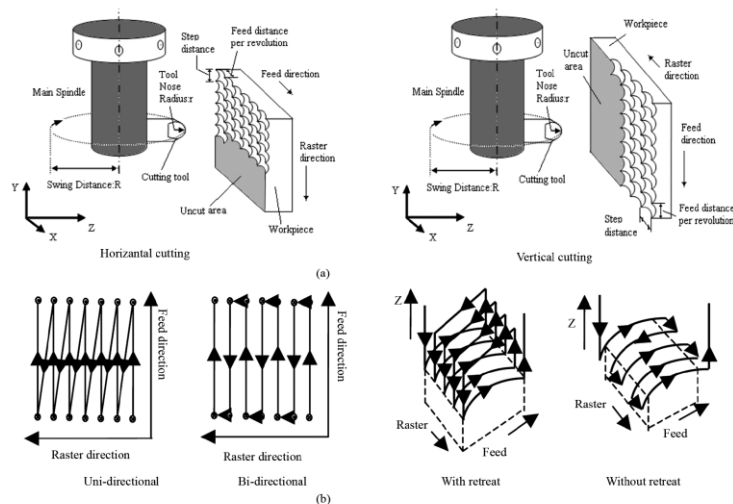 Step
distance
Feed distance
per revolution
Feed direction
Main Spindle
Tool
Nose
Radius:r
Raster
direction
Swing Distance:R
Cutting tool
Uncut area
Workpiece
Y
Z
X
Horizantal cutting
Workpiece
Raster
direction
Uncut
area
Main Spindle
Tool
Nose
Radius:r
Feed
direction
Swing Distance:R
Cutting tool
Step
distance
Feed distance
per revolution
Y
Z
X
Vertical cutting
(a)
Feed direction
Raster direction
Uni-directional
Feed direction
Raster direction
Bi-directional
Z
Raster
Feed
With retreat
Z
Raster
Feed
Without retreat
(b)